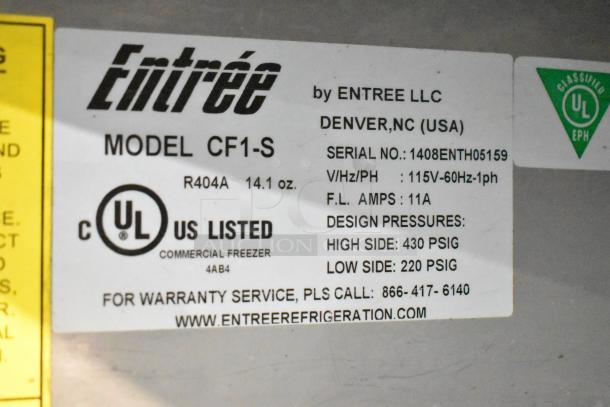 Entrée
by ENTREE LLC
DENVER,NC (USA)
MODEL CF1-S
SERIAL NO.: 1408ENTH05159
R404A 14.1 oz.
V/Hz/PH : 115V-60Hz-1ph
F.L. AMPS : 11A
C UL ® US LISTED
COMMERCIAL FREEZER
4AB4
DESIGN PRESSURES:
HIGH SIDE: 430 PSIG
LOW SIDE: 220 PSIG
FOR WARRANTY SERVICE, PLS CALL: 866- 417- 6140
WWW.ENTREEREFRIGERATION.COM
CLASSIFIED
UL
EPH